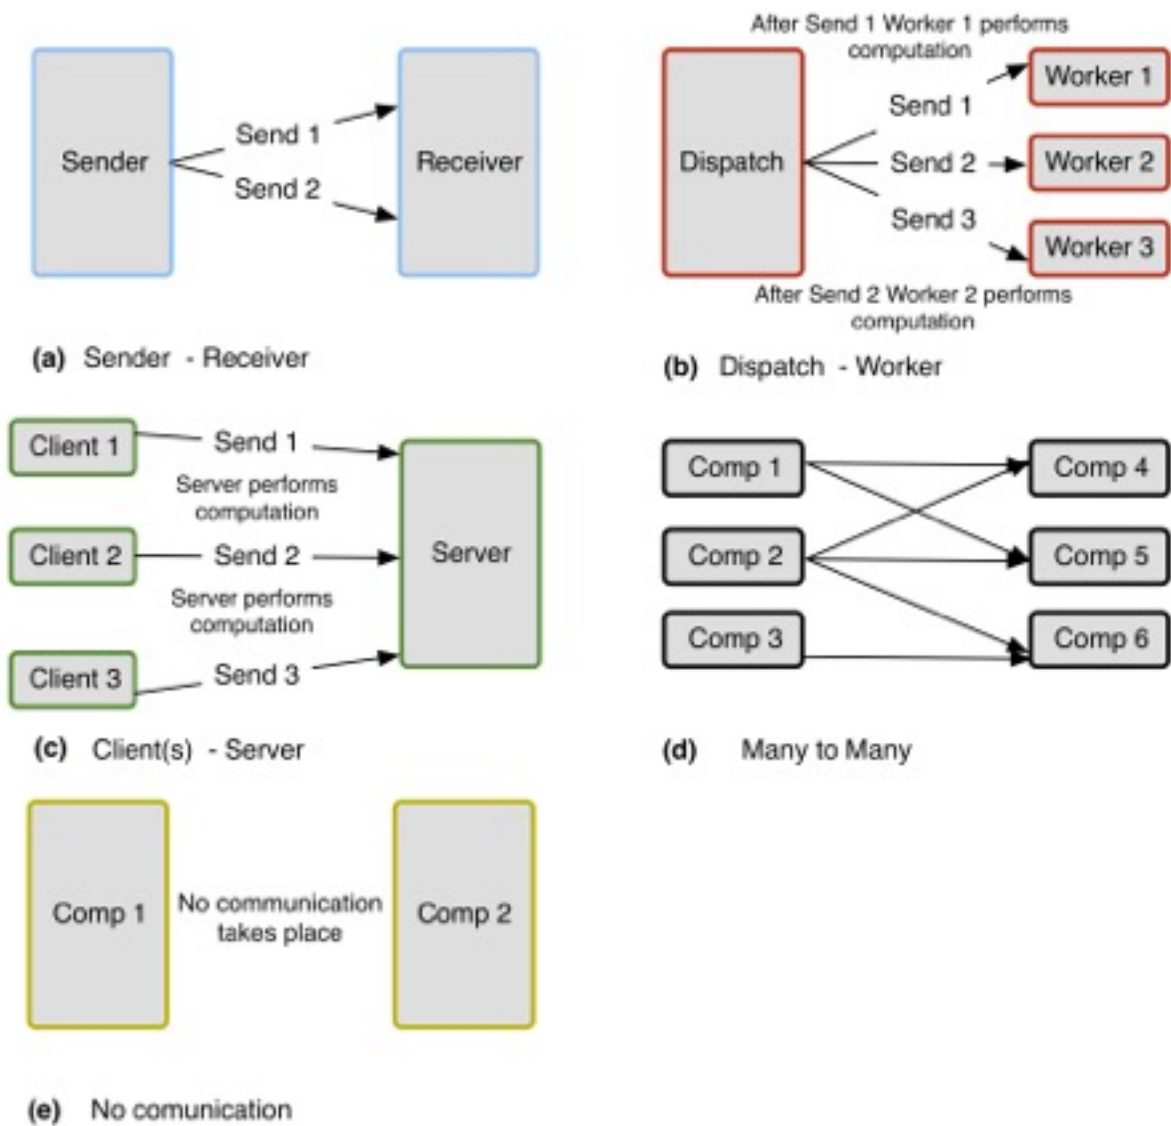 Sender
Send 1
Send 2
Receiver
(a) Sender - Receiver
After Send 1 Worker 1 performs
computation
Dispatch
Send 1
Send 2
Send 3
Worker 1
Worker 2
Worker 3
After Send 2 Worker 2 performs
computation
(b) Dispatch - Worker
Client 1
Send 1
Server performs
computation
Client 2
Send 2
Server
Server performs
computation
Client 3
Send 3
(c) Client(s) - Server
Comp 1
Comp 4
Comp 2
Comp 5
Comp 3
Comp 6
(d) Many to Many
Comp 1
No communication
takes place
Comp 2
(e) No comunication